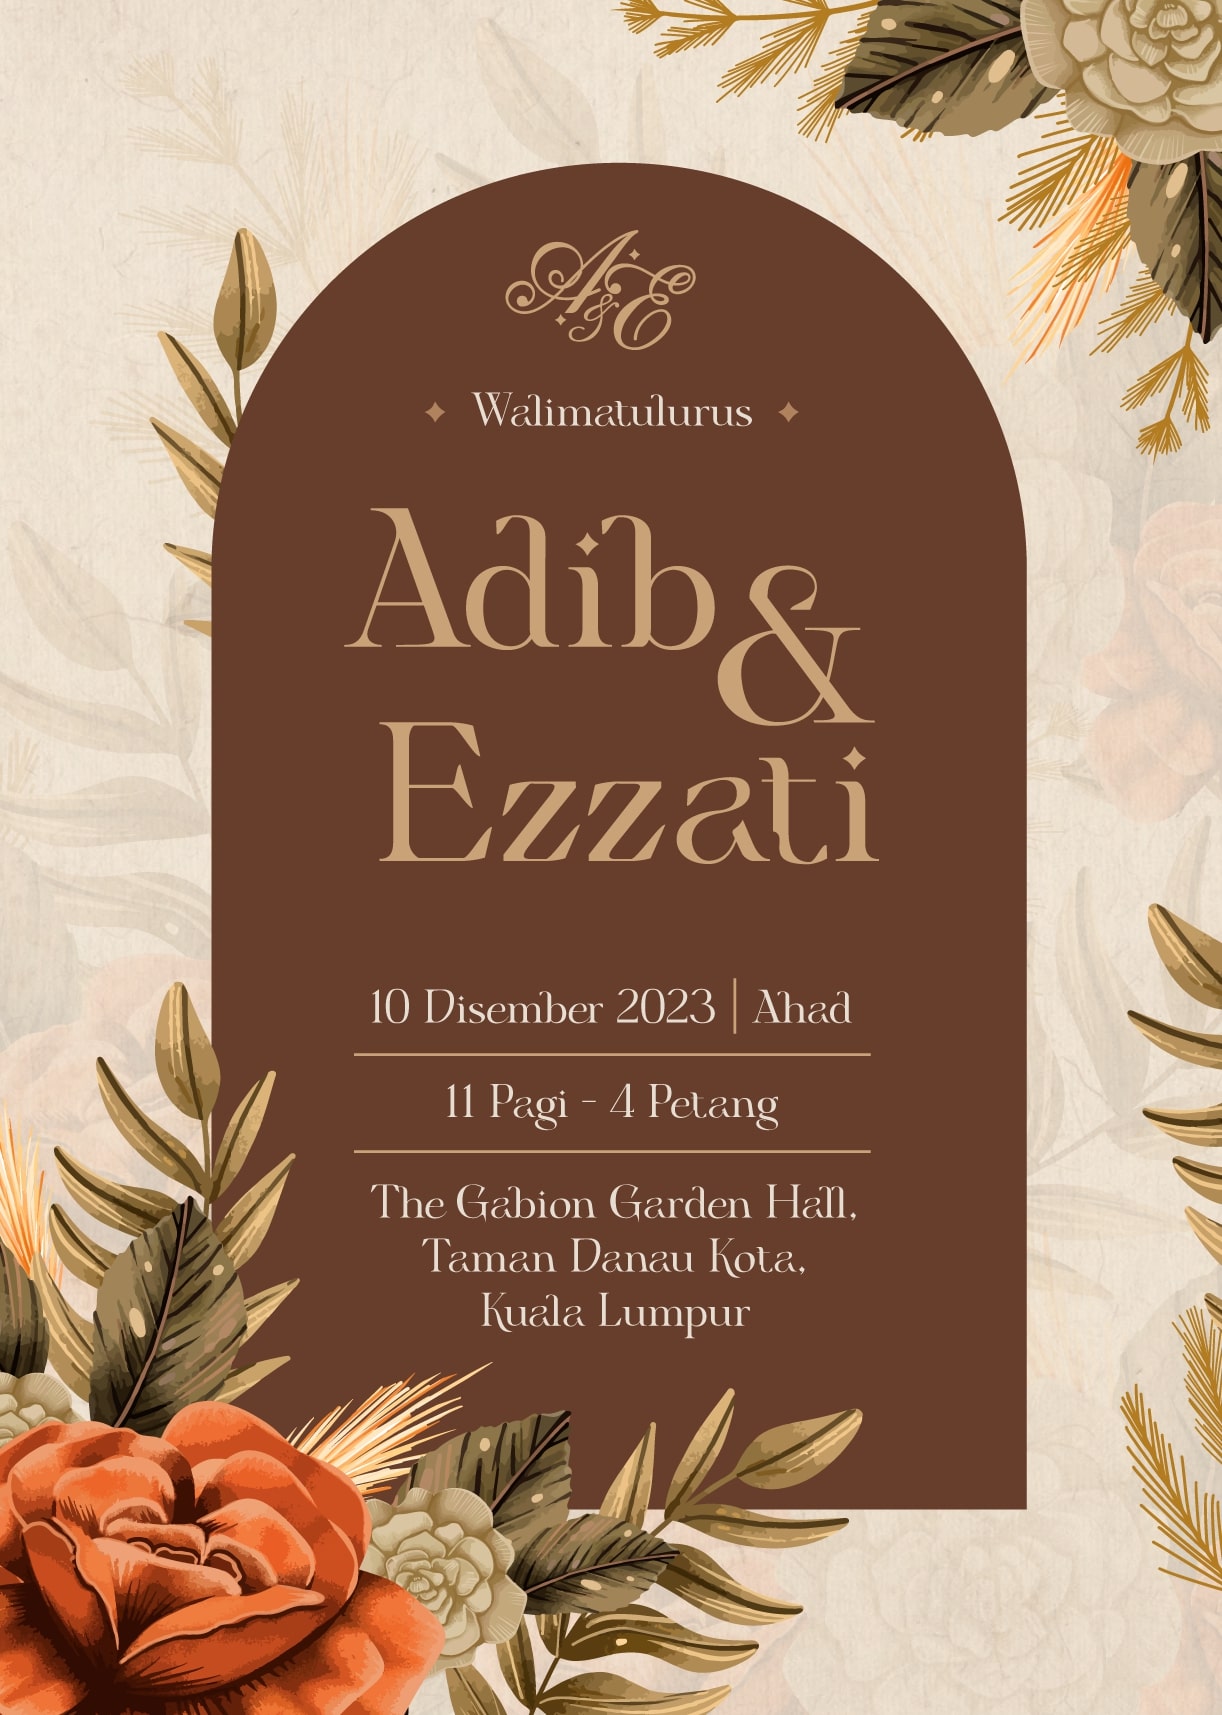 A&E
Walimatulurus
Adib &
Ezzati
10 Disember 2023 | Ahad
11 Pagi - 4 Petang
The Gabion Garden Hall,
Taman Danau Kota,
Kuala Lumpur